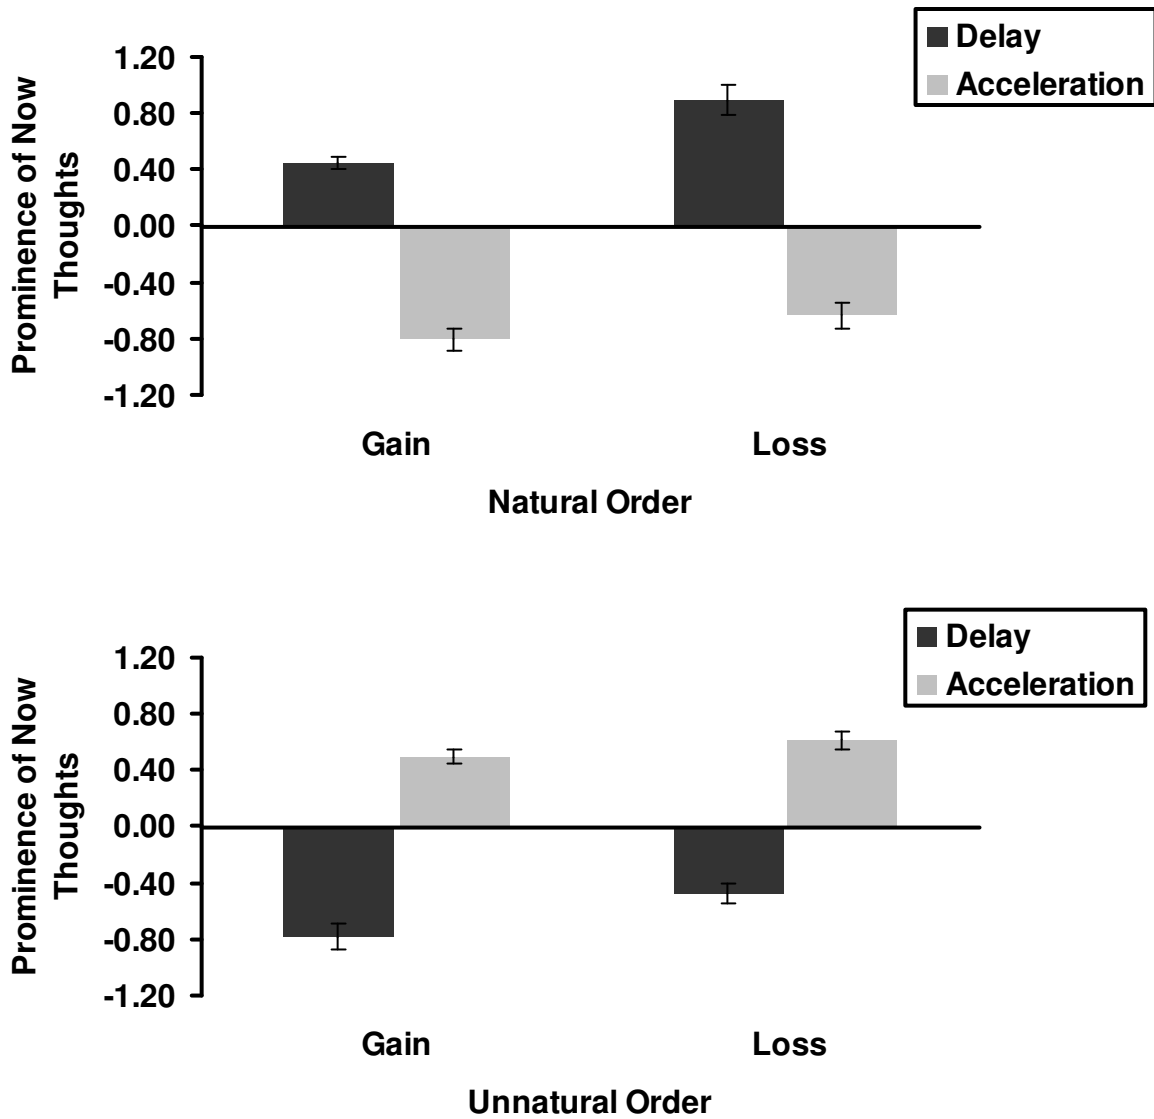 Delay
Acceleration
Prominence of Now
Thoughts
1.20
0.80
0.40
0.00
-0.40
-0.80
-1.20
Gain
Loss
Natural Order
Delay
Acceleration
Prominence of Now
Thoughts
1.20
0.80
0.40
0.00
-0.40
-0.80
-1.20
Gain
Loss
Unnatural Order